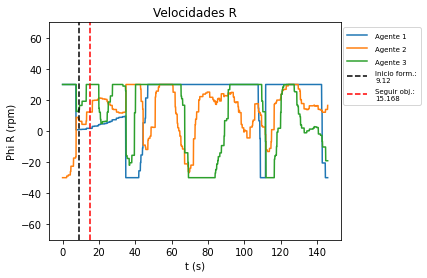 Velocidades R
Phi R (rpm)
60
40
20
0
−20
−40
−60
0 20 40 60 80 100 120 140
t (s)
Agente 1
Agente 2
Agente 3
Inicio form.:
9.12
Seguir obj.:
15.168